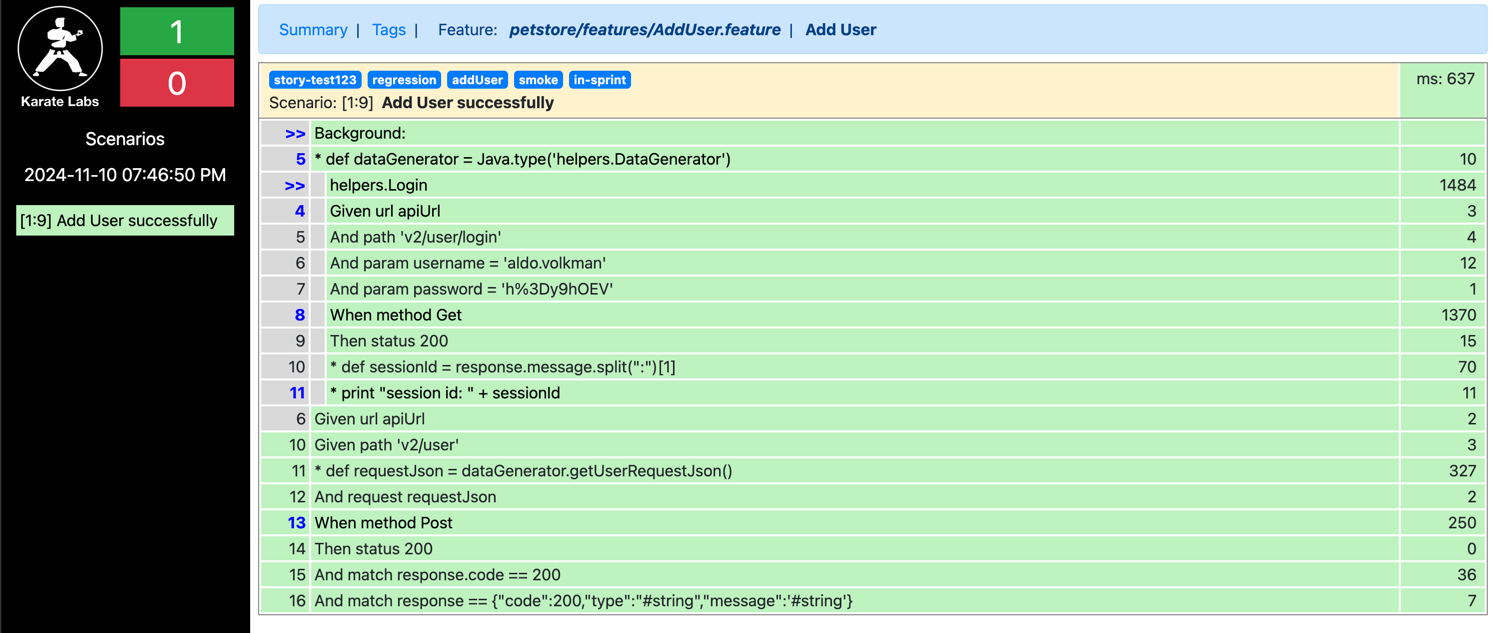 Karate Labs
1
0
Scenarios
2024-11-10 07:46:50 PM
[1:9] Add User successfully
Summary | Tags | Feature: petstore/features/AddUser.feature | Add User
story-test123 regression addUser smoke in-sprint
Scenario: [1:9] Add User successfully
ms: 637
>> Background:
5 * def dataGenerator = Java.type('helpers.DataGenerator') 10
>> helpers.Login 1484
4 Given url apiUrl 3
5 And path 'v2/user/login' 4
6 And param username = 'aldo.volkman' 12
7 And param password = 'h%3Dy9hOEV' 1
8 When method Get 1370
9 Then status 200 15
10 * def sessionId = response.message.split(":")[1] 70
11 * print "session id: " + sessionId 11
6 Given url apiUrl 2
10 Given path 'v2/user' 3
11 * def requestJson = dataGenerator.getUserRequestJson() 327
12 And request requestJson 2
13 When method Post 250
14 Then status 200 0
15 And match response.code == 200 36
16 And match response == {"code":200,"type":"#string","message":'#string'} 7